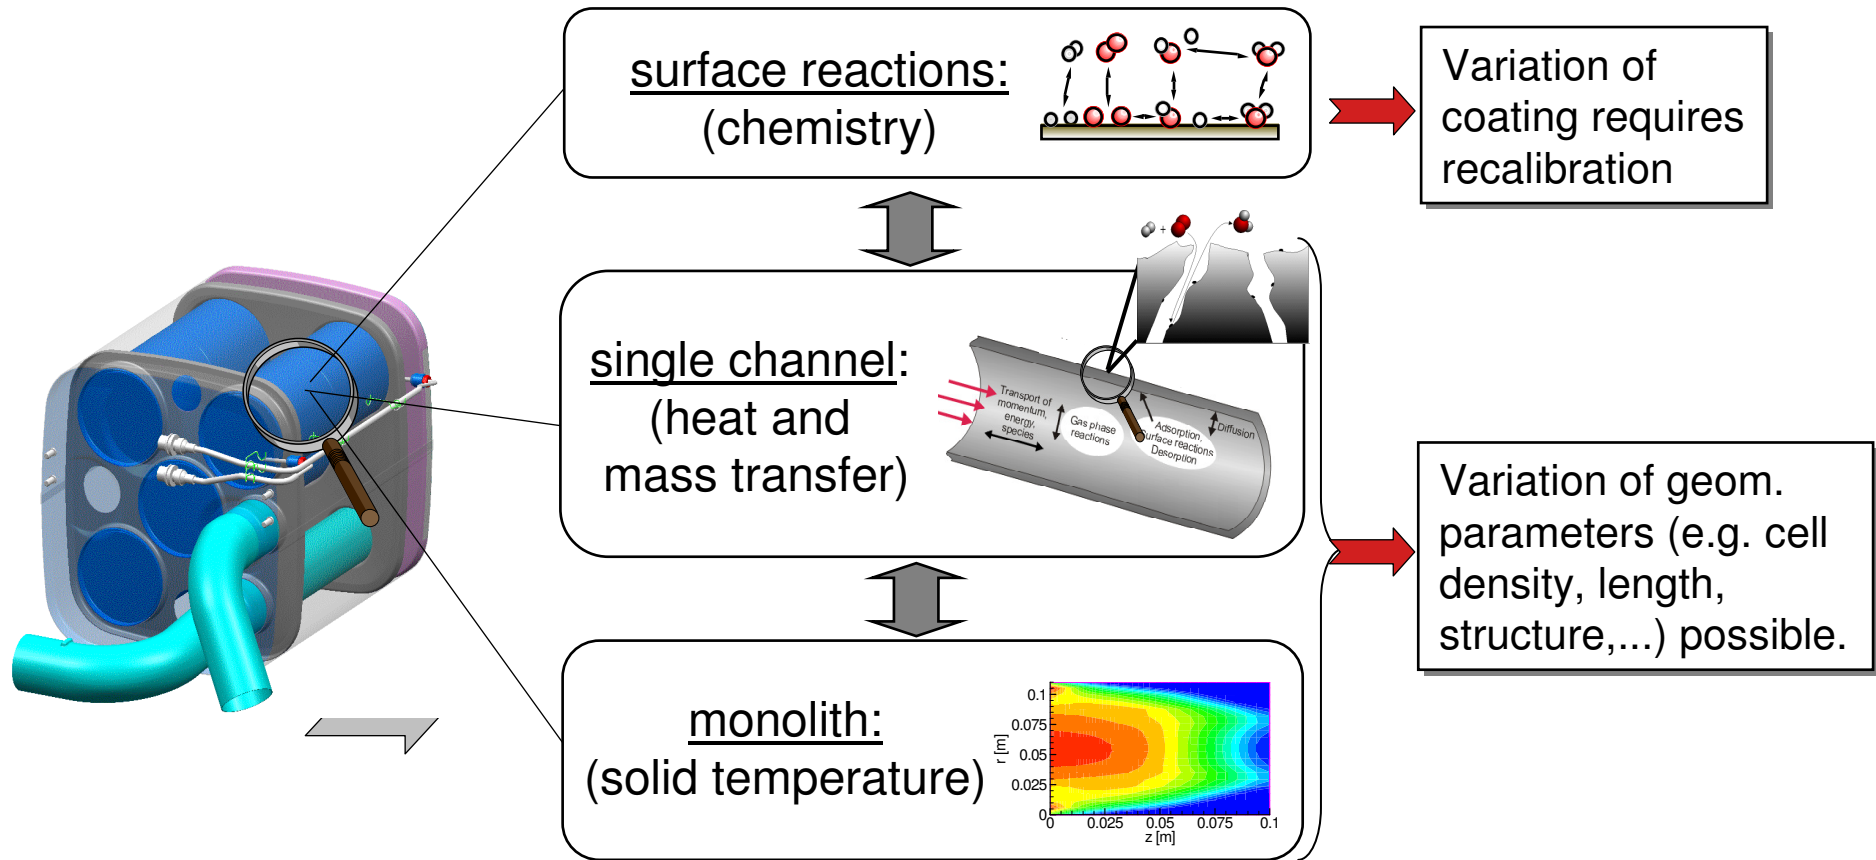 surface reactions:
(chemistry)
Variation of
coating requires
recalibration
+
single channel:
(heat and
mass transfer)
Transport of
momentum,
energy,
species
Gas phase
reactions
Adsorption,
Surface reactions
Desorption
Diffusion
Variation of geom.
parameters (e.g. cell
density, length,
structure,...) possible.
monolith:
(solid temperature)
r [m]
0.1
0.075
0.05
0.025
0
0 0.025 0.05 0.075 0.1
z [m]